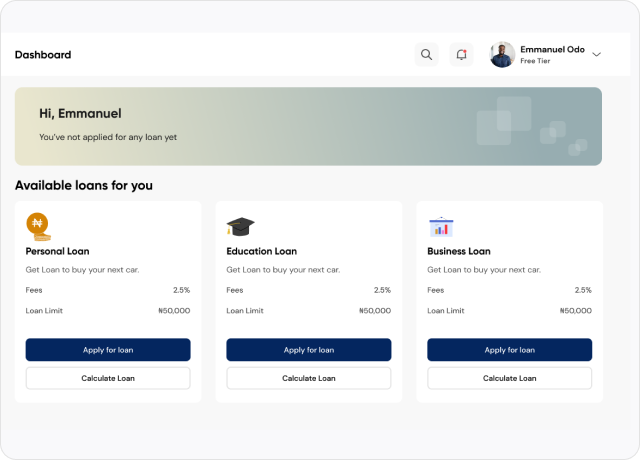 Dashboard
Emmanuel Odo
Free Tier
Hi, Emmanuel
You've not applied for any loan yet
Available loans for you
₦
Personal Loan
Get Loan to buy your next car.
Fees 2.5%
Loan Limit ₦50,000
Apply for loan
Calculate Loan
Education Loan
Get Loan to buy your next car.
Fees 2.5%
Loan Limit ₦50,000
Apply for loan
Calculate Loan
Business Loan
Get Loan to buy your next car.
Fees 2.5%
Loan Limit ₦50,000
Apply for loan
Calculate Loan